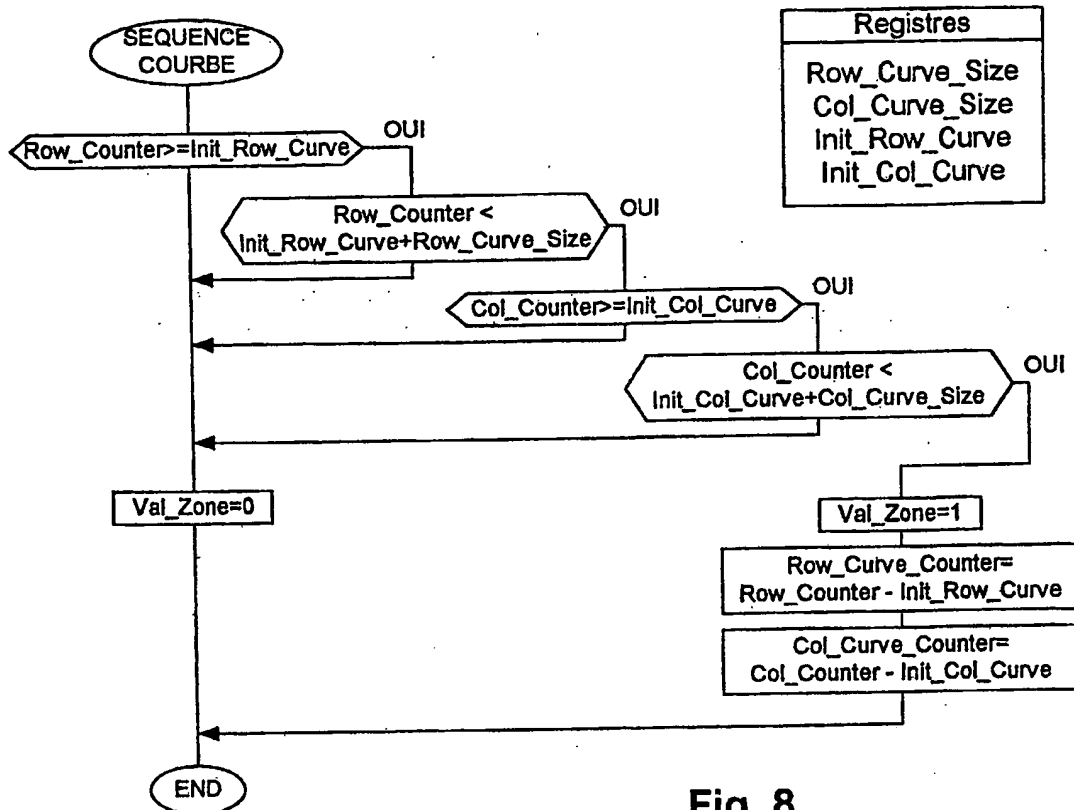 SEQUENCE
COURBE
Registres
Row_Curve_Size
Col_Curve_Size
Init_Row_Curve
Init_Col_Curve
Row_Counter>=Init_Row_Curve
OUI
Row_Counter <
Init_Row_Curve+Row_Curve_Size
OUI
Col_Counter>=Init_Col_Curve
OUI
Col_Counter <
Init_Col_Curve+Col_Curve_Size
OUI
Val_Zone=0
Val_Zone=1
Row_Curve_Counter=
Row_Counter - Init_Row_Curve
Col_Curve_Counter=
Col_Counter - Init_Col_Curve
END
Fig. 8